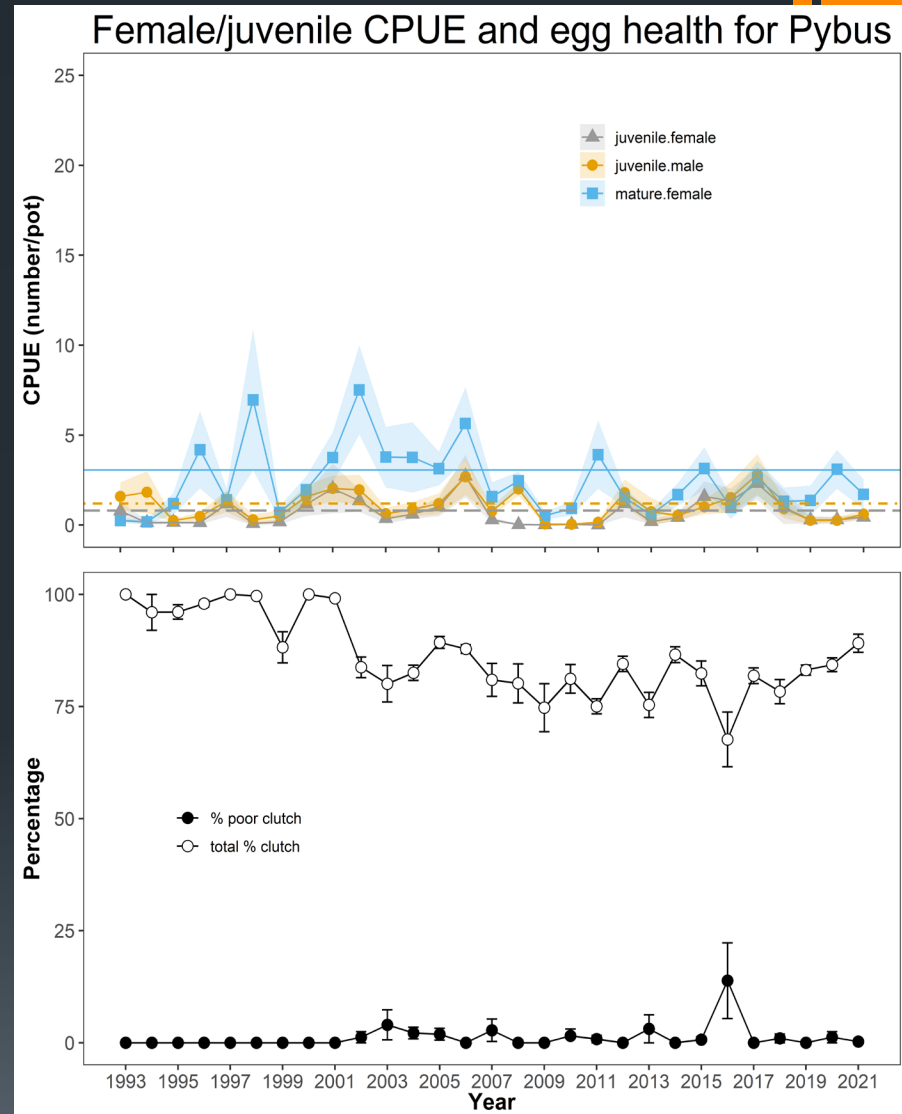 Female/juvenile CPUE and egg health for Pybus
CPUE (number/pot)
25
20
15
10
5
0
juvenile.female
juvenile.male
mature.female
Percentage
100
75
50
25
0
% poor clutch
total % clutch
1993 1995 1997 1999 2001 2003 2005 2007 2009 2011 2013 2015 2017 2019 2021
Year